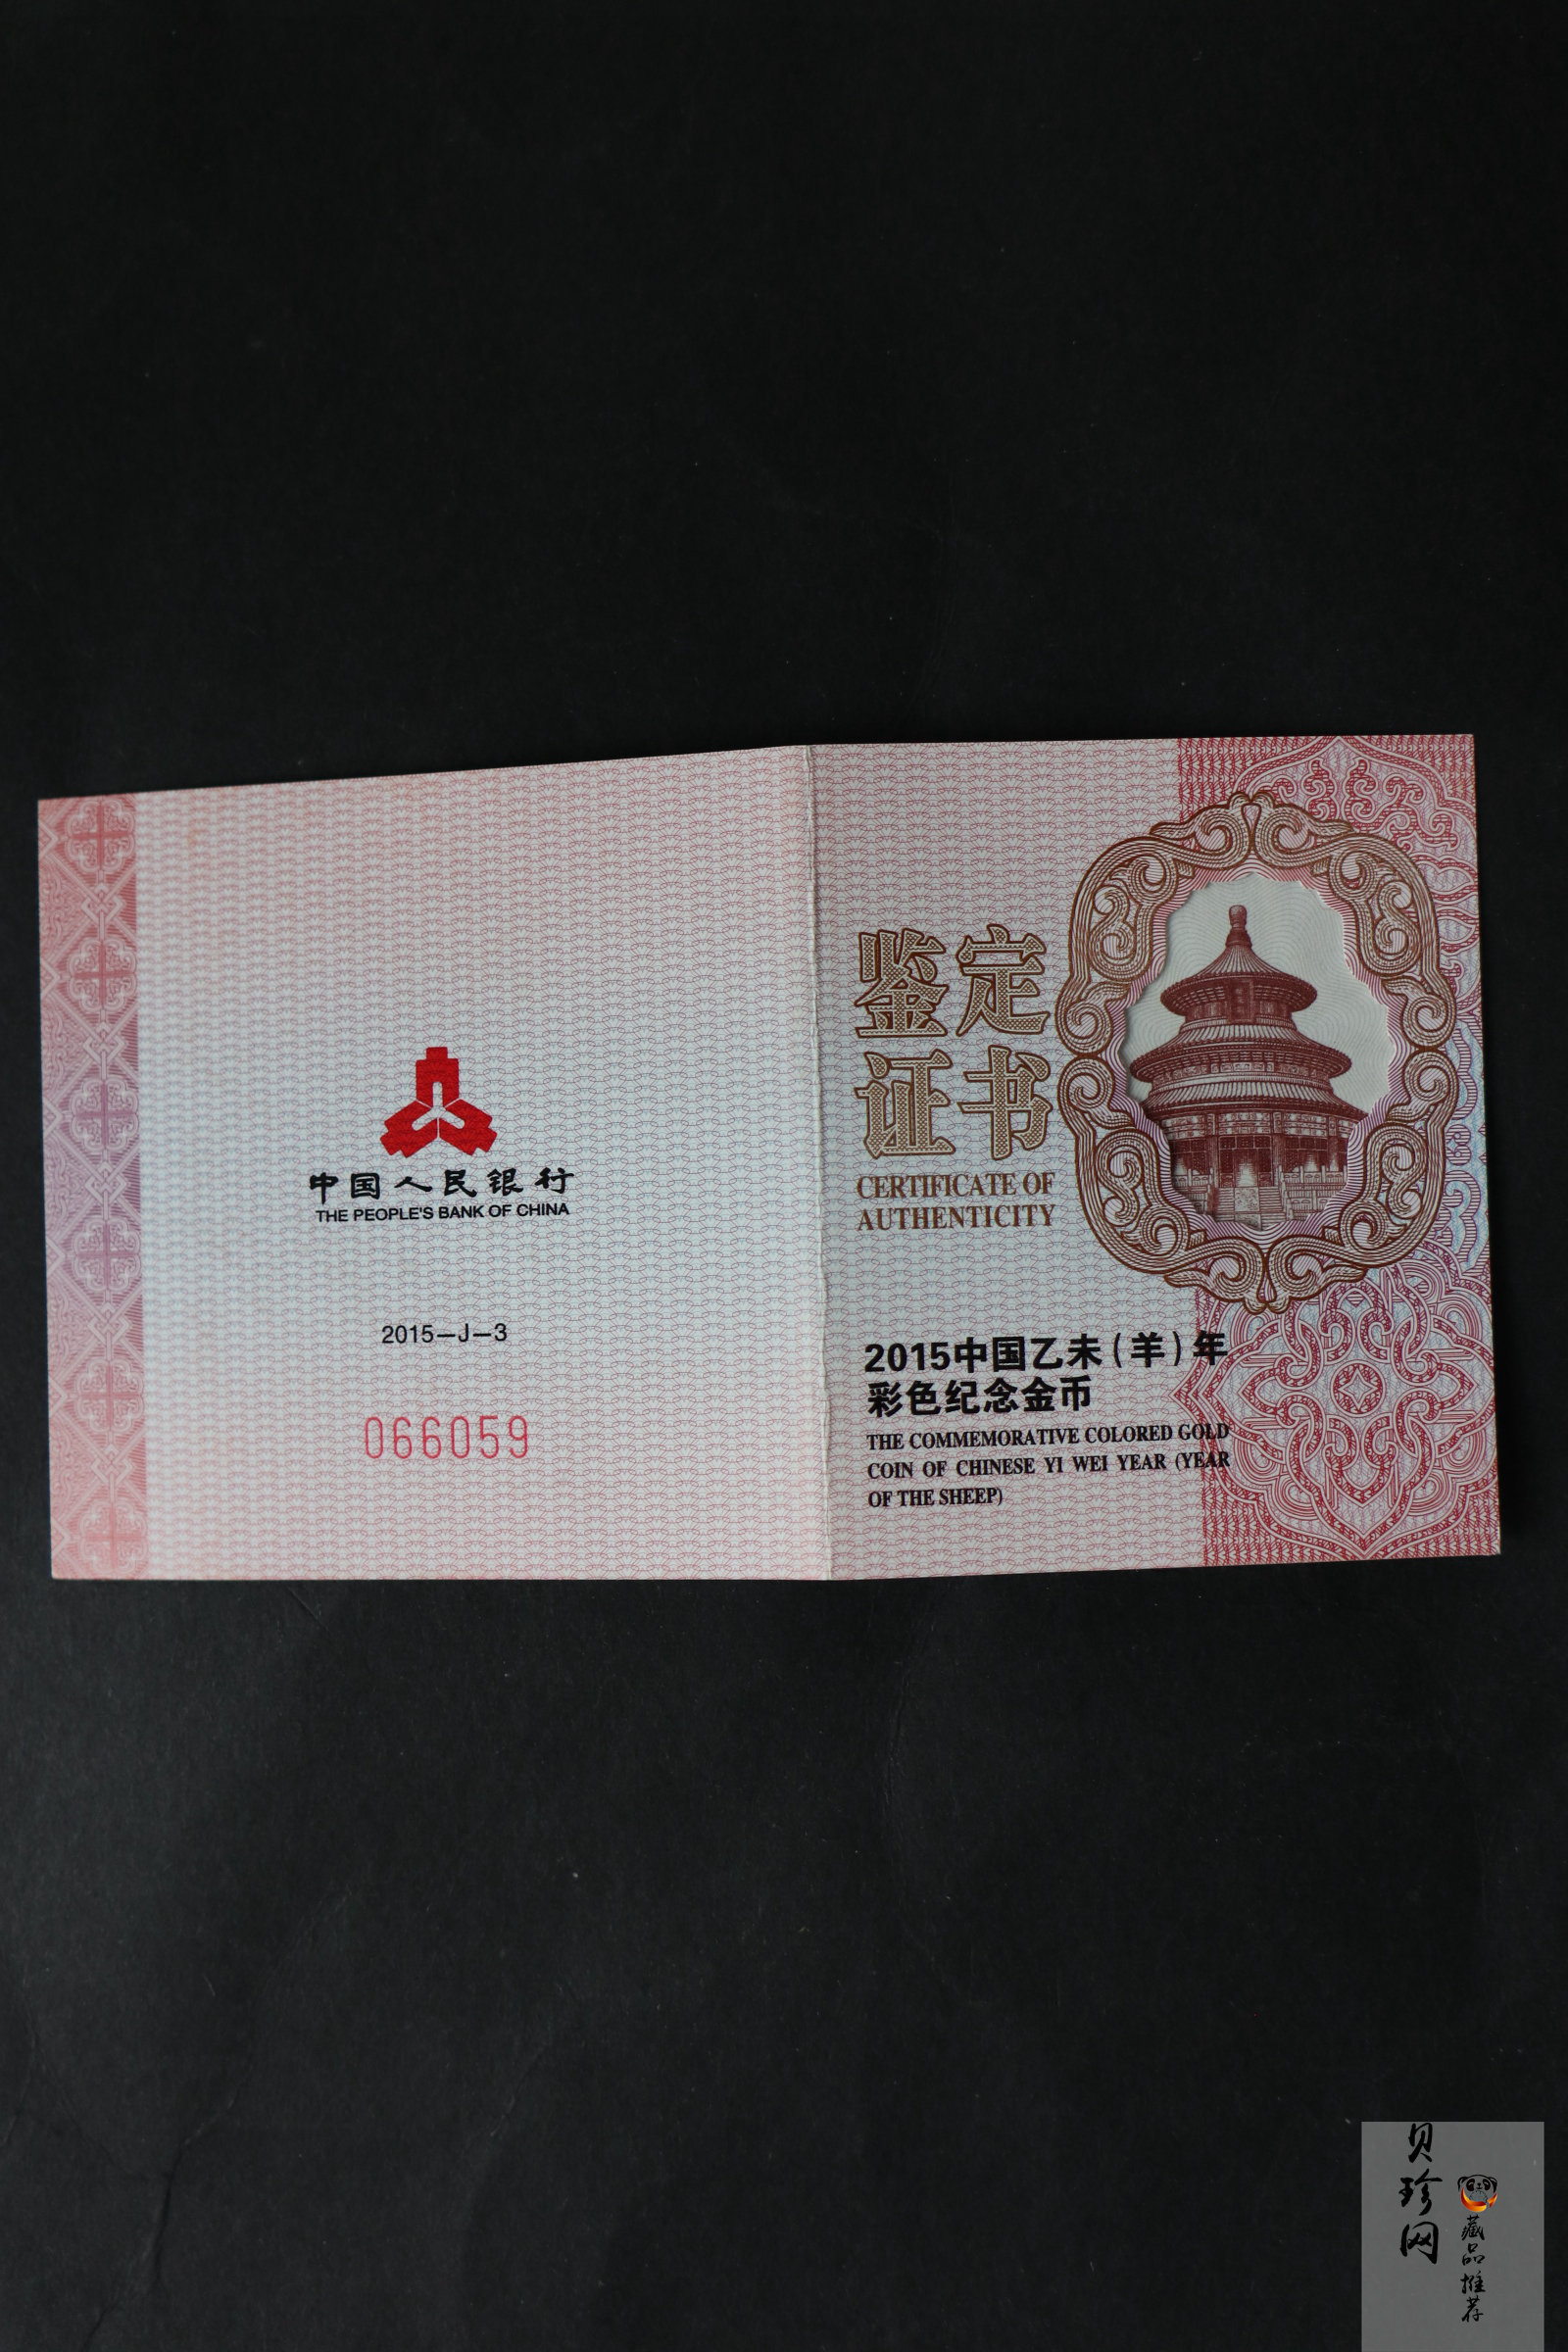 中国人民银行
THE PEOPLE'S BANK OF CHINA
2015—J—3
066059
鉴定
证书
CERTIFICATE OF
AUTHENTICITY
2015中国乙未(羊)年
彩色纪念金币
THE COMMEMORATIVE COLORED GOLD
COIN OF CHINESE YI WEI YEAR (YEAR
OF THE SHEEP)
贝珍网
藏品推荐